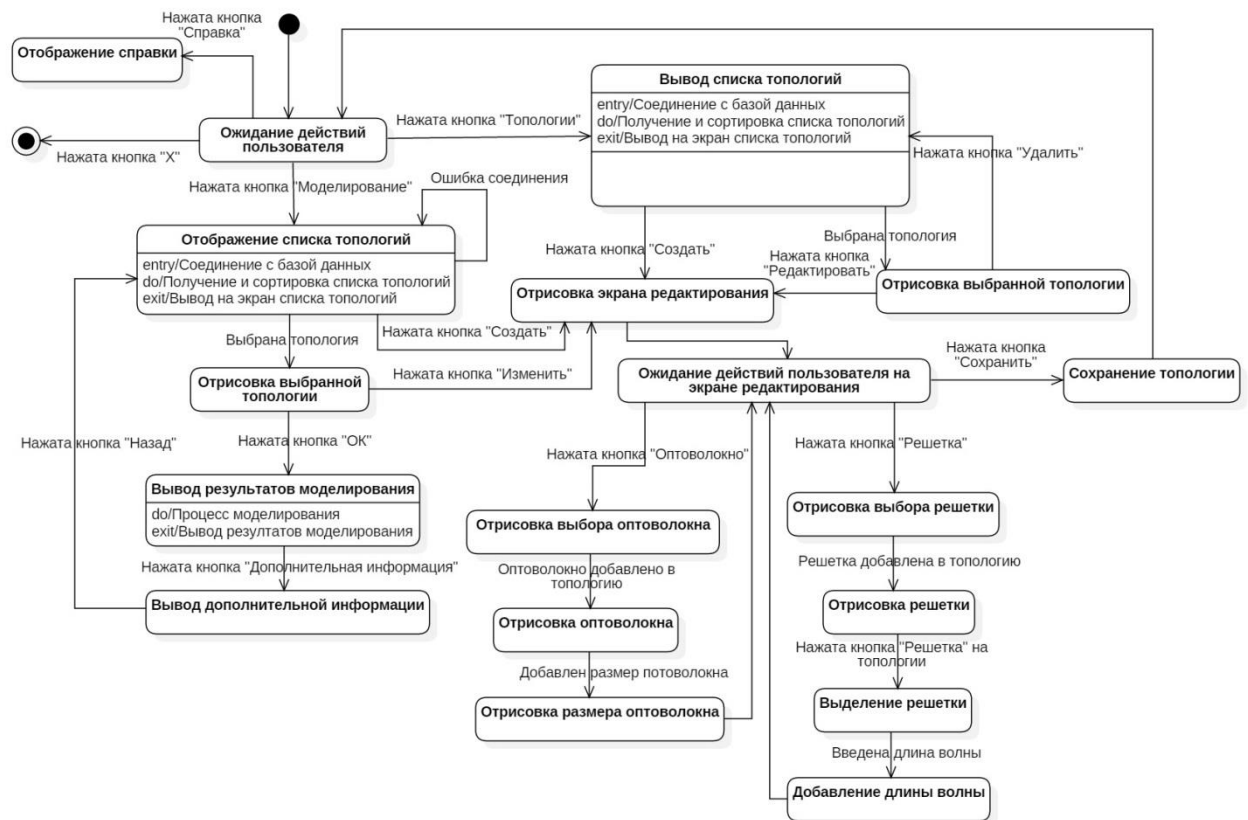 Нажата кнопка
"Справка"
Отображение справки
Вывод списка топологий
entry/Соединение с базой данных
do/Получение и сортировка списка топологий
exit/Вывод на экран списка топологий
Ожидание действий
пользователя
Нажата кнопка "Топологии"
Нажата кнопка "X"
Нажата кнопка "Удалить"
Нажата кнопка "Моделирование"
Ошибка соединения
Отображение списка топологий
entry/Соединение с базой данных
do/Получение и сортировка списка топологий
exit/Вывод на экран списка топологий
Нажата кнопка "Создать"
Выбрана топология
Нажата кнопка
"Редактировать"
Отрисовка экрана редактирования
Отрисовка выбранной топологии
Выбрана топология
Нажата кнопка "Создать"
Нажата кнопка
"Сохранить"
Отрисовка выбранной
топологии
Нажата кнопка "Изменить"
Ожидание действий пользователя на
экране редактирования
Сохранение топологии
Нажата кнопка "Назад"
Нажата кнопка "ОК"
Нажата кнопка "Оптоволокно"
Нажата кнопка "Решетка"
Вывод результатов моделирования
do/Процесс моделирования
exit/Вывод резултатов моделирования
Отрисовка выбора оптоволокна
Отрисовка выбора решетки
Нажата кнопка "Дополнительная информация"
Оптоволокно добавлено в
топологию
Решетка добавлена в топологию
Вывод дополнительной информации
Отрисовка оптоволокна
Отрисовка решетки
Нажата кнопка "Решетка" на
топологии
Добавлен размер потоволокна
Отрисовка размера оптоволокна
Выделение решетки
Введена длина волны
Добавление длины волны